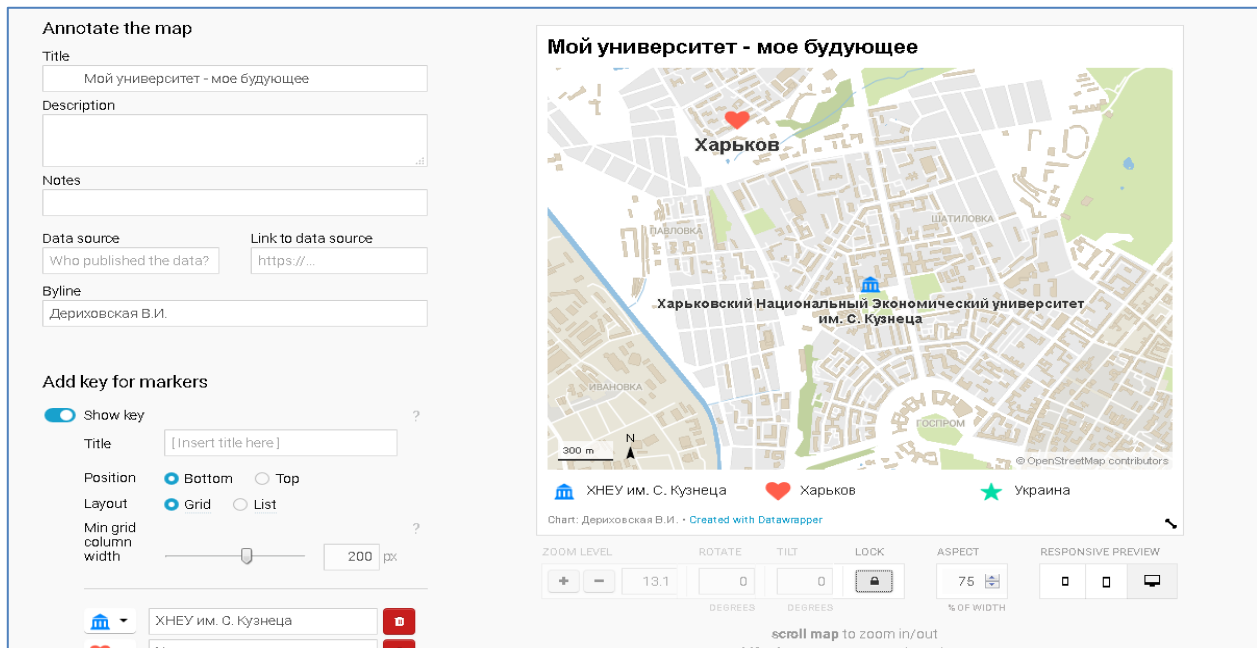 Annotate the map
Title
Мой университет - мое будующее
Description
Notes
Data source
Link to data source
Who published the data?
https://...
Byline
Дериховская В.И.
Add key for markers
Show key
?
Title
[Insert title here]
Position
Bottom
Top
Layout
Grid
List
Min grid
column
width
?
200 px
ХНЕУ им. С. Кузнеца
Мой университет - мое будующее
Харьков
ШАТИЛОВКА
ПАВЛОВКА
Харьковский Национальный Экономический университет
им. С. Кузнеца
ИВАНОВКА
ГОСПРОМ
300 m
N
© OpenStreetMap contributors
ХНЕУ им. С. Кузнеца
Харьков
Украина
Chart: Дериховская В.И. • Created with Datawrapper
ZOOM LEVEL
ROTATE
TILT
LOCK
ASPECT
RESPONSIVE PREVIEW
+
−
13.1
0
0
75
DEGREES
DEGREES
% OF WIDTH
scroll map to zoom in/out